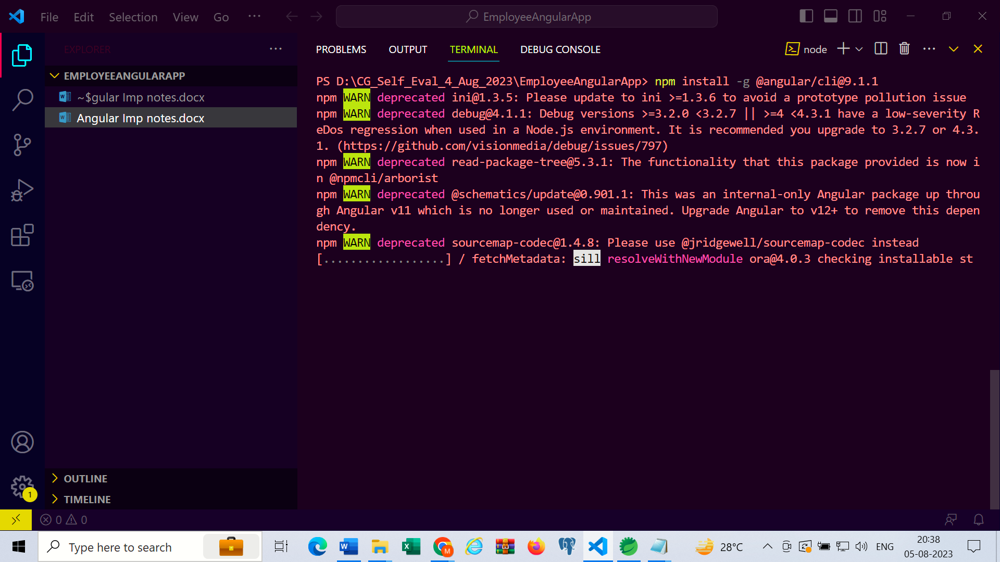 File Edit Selection View Go ···
EmployeeAngularApp
EXPLORER
EMPLOYEEANGULARAPP
~$gular Imp notes.docx
Angular Imp notes.docx
OUTLINE
TIMELINE
PROBLEMS OUTPUT TERMINAL DEBUG CONSOLE
node
PS D:\CG_Self_Eval_4_Aug_2023\EmployeeAngularApp> npm install -g @angular/cli@9.1.1
npm WARN deprecated ini@1.3.5: Please update to ini >=1.3.6 to avoid a prototype pollution issue
npm WARN deprecated debug@4.1.1: Debug versions >=3.2.0 <3.2.7 || >=4 <4.3.1 have a low-severity R
eDos regression when used in a Node.js environment. It is recommended you upgrade to 3.2.7 or 4.3.
1. (https://github.com/visionmedia/debug/issues/797)
npm WARN deprecated read-package-tree@5.3.1: The functionality that this package provided is now i
n @npmcli/arborist
npm WARN deprecated @schematics/update@0.901.1: This was an internal-only Angular package up throu
gh Angular v11 which is no longer used or maintained. Upgrade Angular to v12+ to remove this depen
dency.
npm WARN deprecated sourcemap-codec@1.4.8: Please use @jridgewell/sourcemap-codec instead
[..................] / fetchMetadata: sill resolveWithNewModule ora@4.0.3 checking installable st
1
0 0
Type here to search
28°C
ENG
20:38
05-08-2023